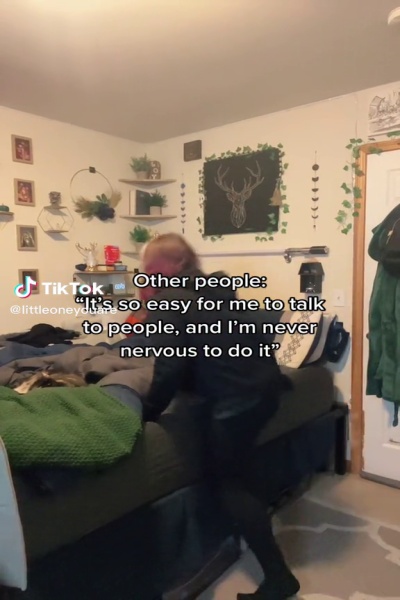 TikTok
@littleoneyouare
Other people:
“It’s so easy for me to talk
to people, and I’m never
nervous to do it”